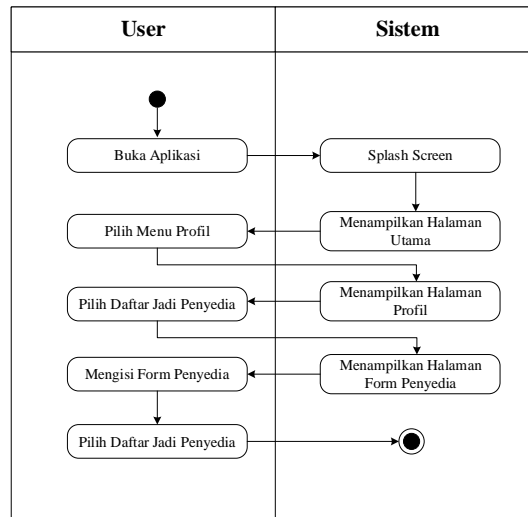 User
Sistem
Buka Aplikasi
Splash Screen
Menampilkan Halaman
Utama
Pilih Menu Profil
Menampilkan Halaman
Profil
Pilih Daftar Jadi Penyedia
Menampilkan Halaman
Form Penyedia
Mengisi Form Penyedia
Pilih Daftar Jadi Penyedia